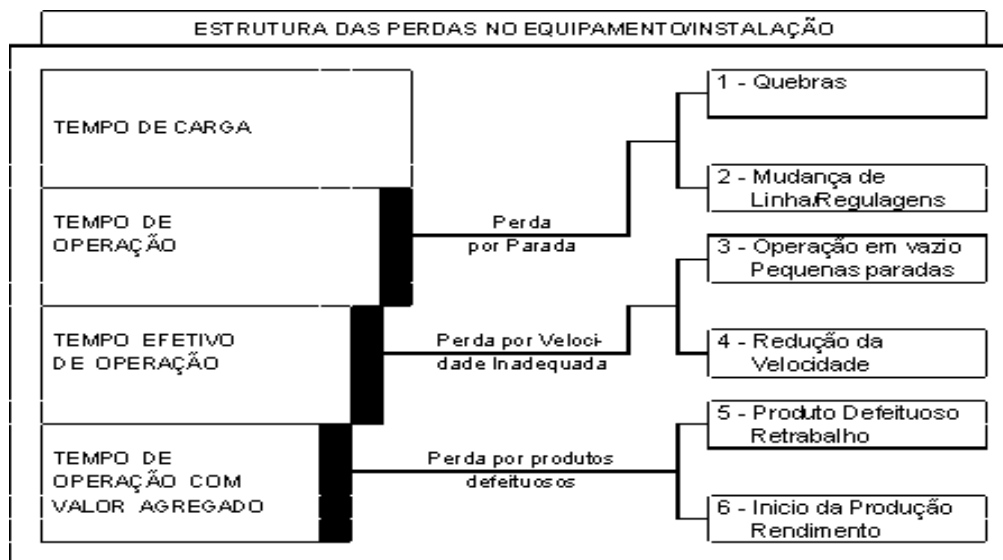 ESTRUTURA DAS PERDAS NO EQUIPAMENTO/INSTALAÇÃO
TEMPO DE CARGA
TEMPO DE
OPERAÇÃO
TEMPO EFETIVO
DE OPERAÇÃO
TEMPO DE
OPERAÇÃO COM
VALOR AGREGADO
Perda
por Parada
Perda por Veloci-
dade Inadequada
Perda por produtos
defeituosos
1 - Quebras
2 - Mudança de
Linha/Regulagens
3 - Operação em vazio
Pequenas paradas
4 - Redução da
Velocidade
5 - Produto Defeituoso
Retrabalho
6 - Inicio da Produção
Rendimento